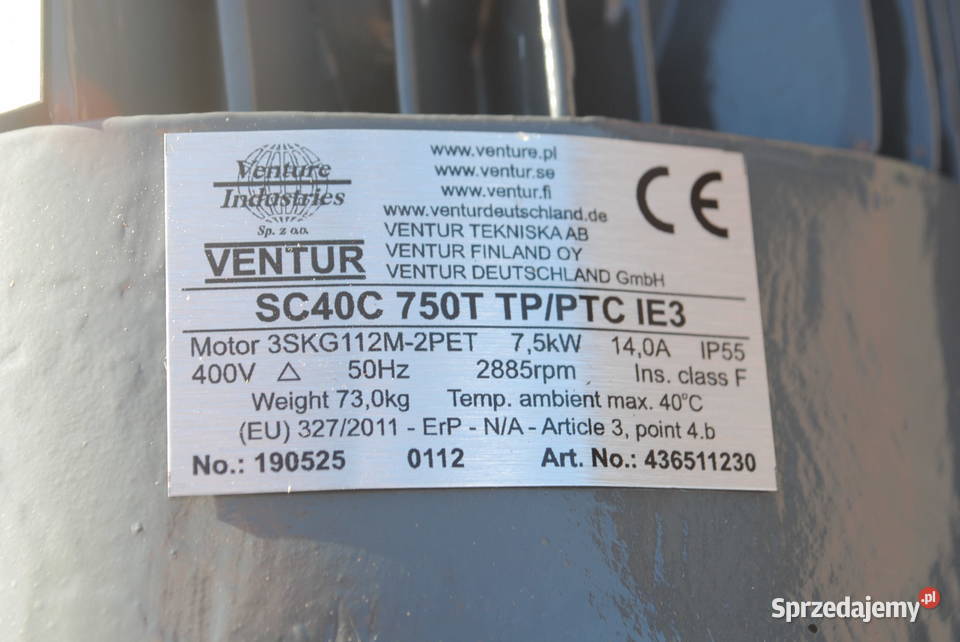 Venture
Industries
Sp. z o.o.
VENTUR
www.venture.pl
www.ventur.se
www.ventur.fi
www.venturdeutschland.de
VENTUR TEKNISKA AB
VENTUR FINLAND OY
VENTUR DEUTSCHLAND GmbH
CE
SC40C 750T TP/PTC IE3
Motor 3SKG112M-2PET 7,5kW 14,0A IP55
400V △ 50Hz 2885rpm Ins. class F
Weight 73,0kg Temp. ambient max. 40°C
(EU) 327/2011 - ErP - N/A - Article 3, point 4.b
No.: 190525 0112 Art. No.: 436511230
Sprzedajemy.pl